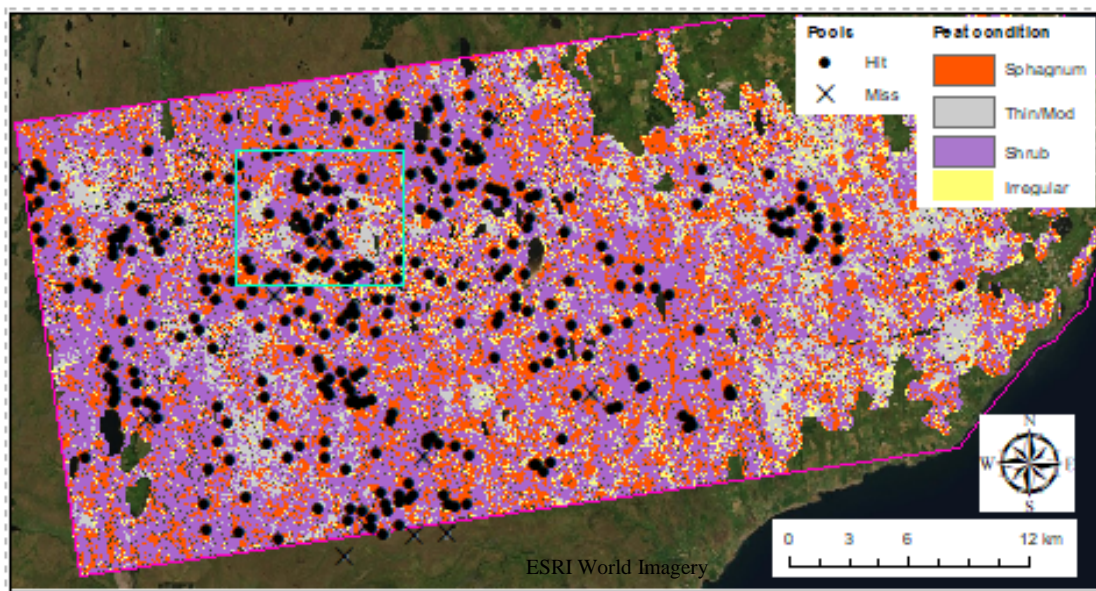 Pools
Hit
Miss
Peat condition
Sphagnum
Thin/Mod
Shrub
Irregular
N
W E
S
0 3 6 12 km
ESRI World Imagery